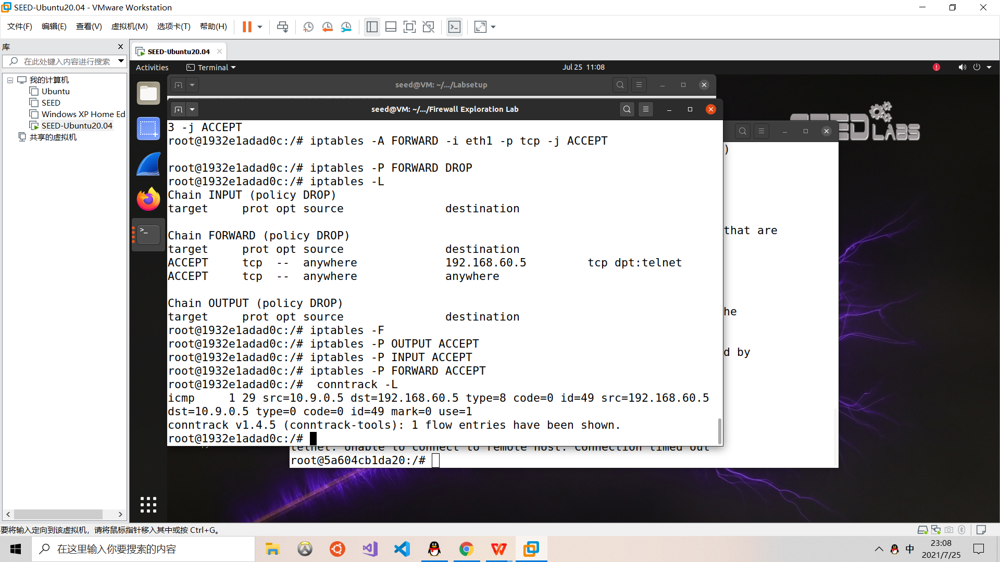 SEED-Ubuntu20.04 - VMware Workstation
文件(F) 编辑(E) 查看(V) 虚拟机(M) 选项卡(T) 帮助(H)
库
在此处键入内容进行搜索
我的计算机
Ubuntu
SEED
Windows XP Home Ed
SEED-Ubuntu20.04
共享的虚拟机
SEED-Ubuntu20.04
Activities Terminal Jul 25 11:08
seed@VM: ~/.../Labsetup
seed@VM: ~/.../Firewall Exploration Lab
3 -j ACCEPT
root@1932e1adad0c:/# iptables -A FORWARD -i eth1 -p tcp -j ACCEPT
root@1932e1adad0c:/# iptables -P FORWARD DROP
root@1932e1adad0c:/# iptables -L
Chain INPUT (policy DROP)
target prot opt source destination
Chain FORWARD (policy DROP)
target prot opt source destination
ACCEPT tcp -- anywhere 192.168.60.5 tcp dpt:telnet
ACCEPT tcp -- anywhere anywhere
Chain OUTPUT (policy DROP)
target prot opt source destination
root@1932e1adad0c:/# iptables -F
root@1932e1adad0c:/# iptables -P OUTPUT ACCEPT
root@1932e1adad0c:/# iptables -P INPUT ACCEPT
root@1932e1adad0c:/# iptables -P FORWARD ACCEPT
root@1932e1adad0c:/#  conntrack -L
icmp 1 29 src=10.9.0.5 dst=192.168.60.5 type=8 code=0 id=49 src=192.168.60.5
dst=10.9.0.5 type=0 code=0 id=49 mark=0 use=1
conntrack v1.4.5 (conntrack-tools): 1 flow entries have been shown.
root@1932e1adad0c:/#
)
that are
he
d by
telnet: Unable to connect to remote host: Connection timed out
root@5a604cb1da20:/#
LABS
要将输入定向到该虚拟机，请将鼠标指针移入其中或按 Ctrl+G。
在这里输入你要搜索的内容
中
23:08
2021/7/25